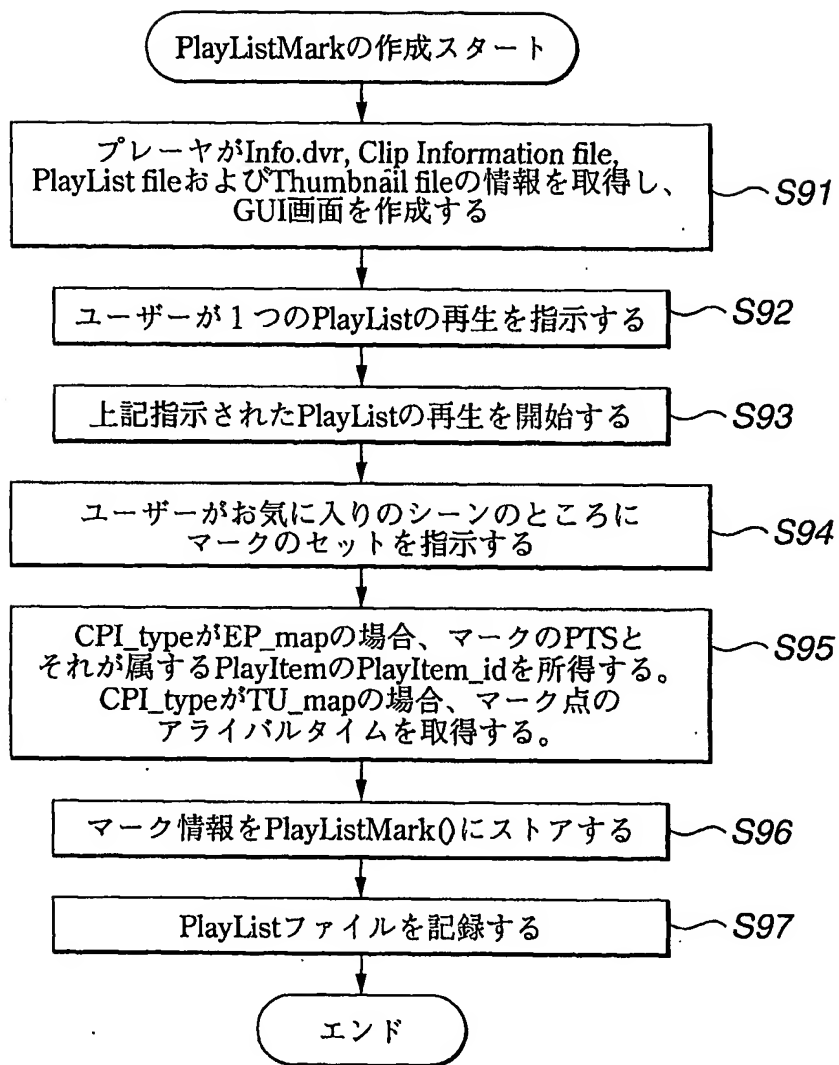 PlayListMarkの作成スタート
プレーヤがInfo.dvr, Clip Information file,
PlayList fileおよびThumbnail fileの情報を取得し、
GUI画面を作成する
S91
ユーザーが1つのPlayListの再生を指示する
S92
上記指示されたPlayListの再生を開始する
S93
ユーザーがお気に入りのシーンのところに
マークのセットを指示する
S94
CPI_typeがEP_mapの場合、マークのPTSと
それが属するPlayItemのPlayItem_idを所得する。
CPI_typeがTU_mapの場合、マーク点の
アライバルタイムを取得する。
S95
マーク情報をPlayListMark()にストアする
S96
PlayListファイルを記録する
S97
エンド